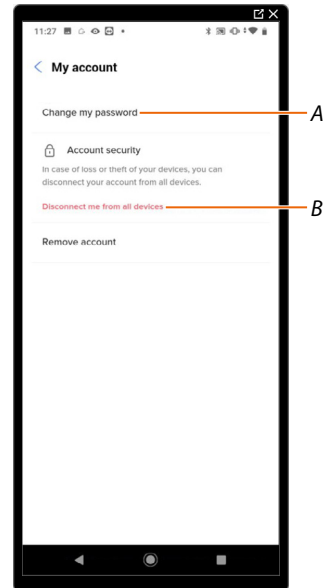 11:27
My account
Change my password
A
Account security
In case of loss or theft of your devices, you can
disconnect your account from all devices.
Disconnect me from all devices
B
Remove account